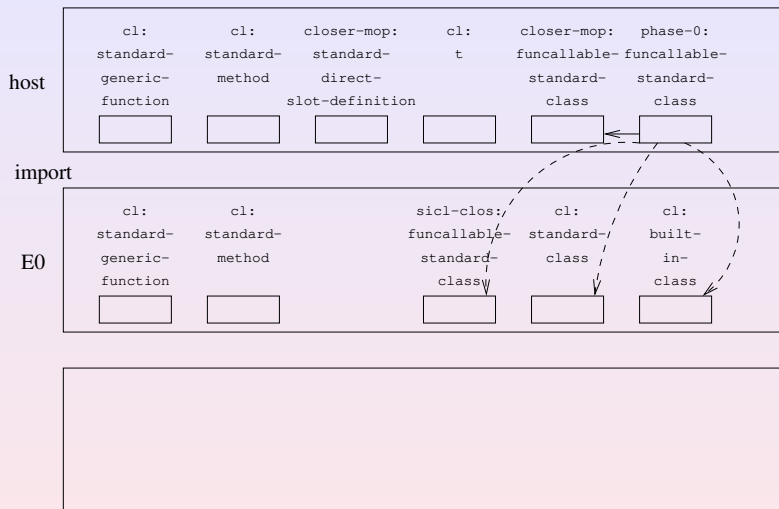 cl: cl: closer-mop: cl: closer-mop: phase-0:
standard- standard- standard- t funcallable- funcallable-
generic- method direct- standard- standard-
function slot-definition class class
host
import
cl: cl: sicl-clos: cl: cl:
standard- standard- funcallable- standard- built-
generic- method standard- class in-
function class class
E0